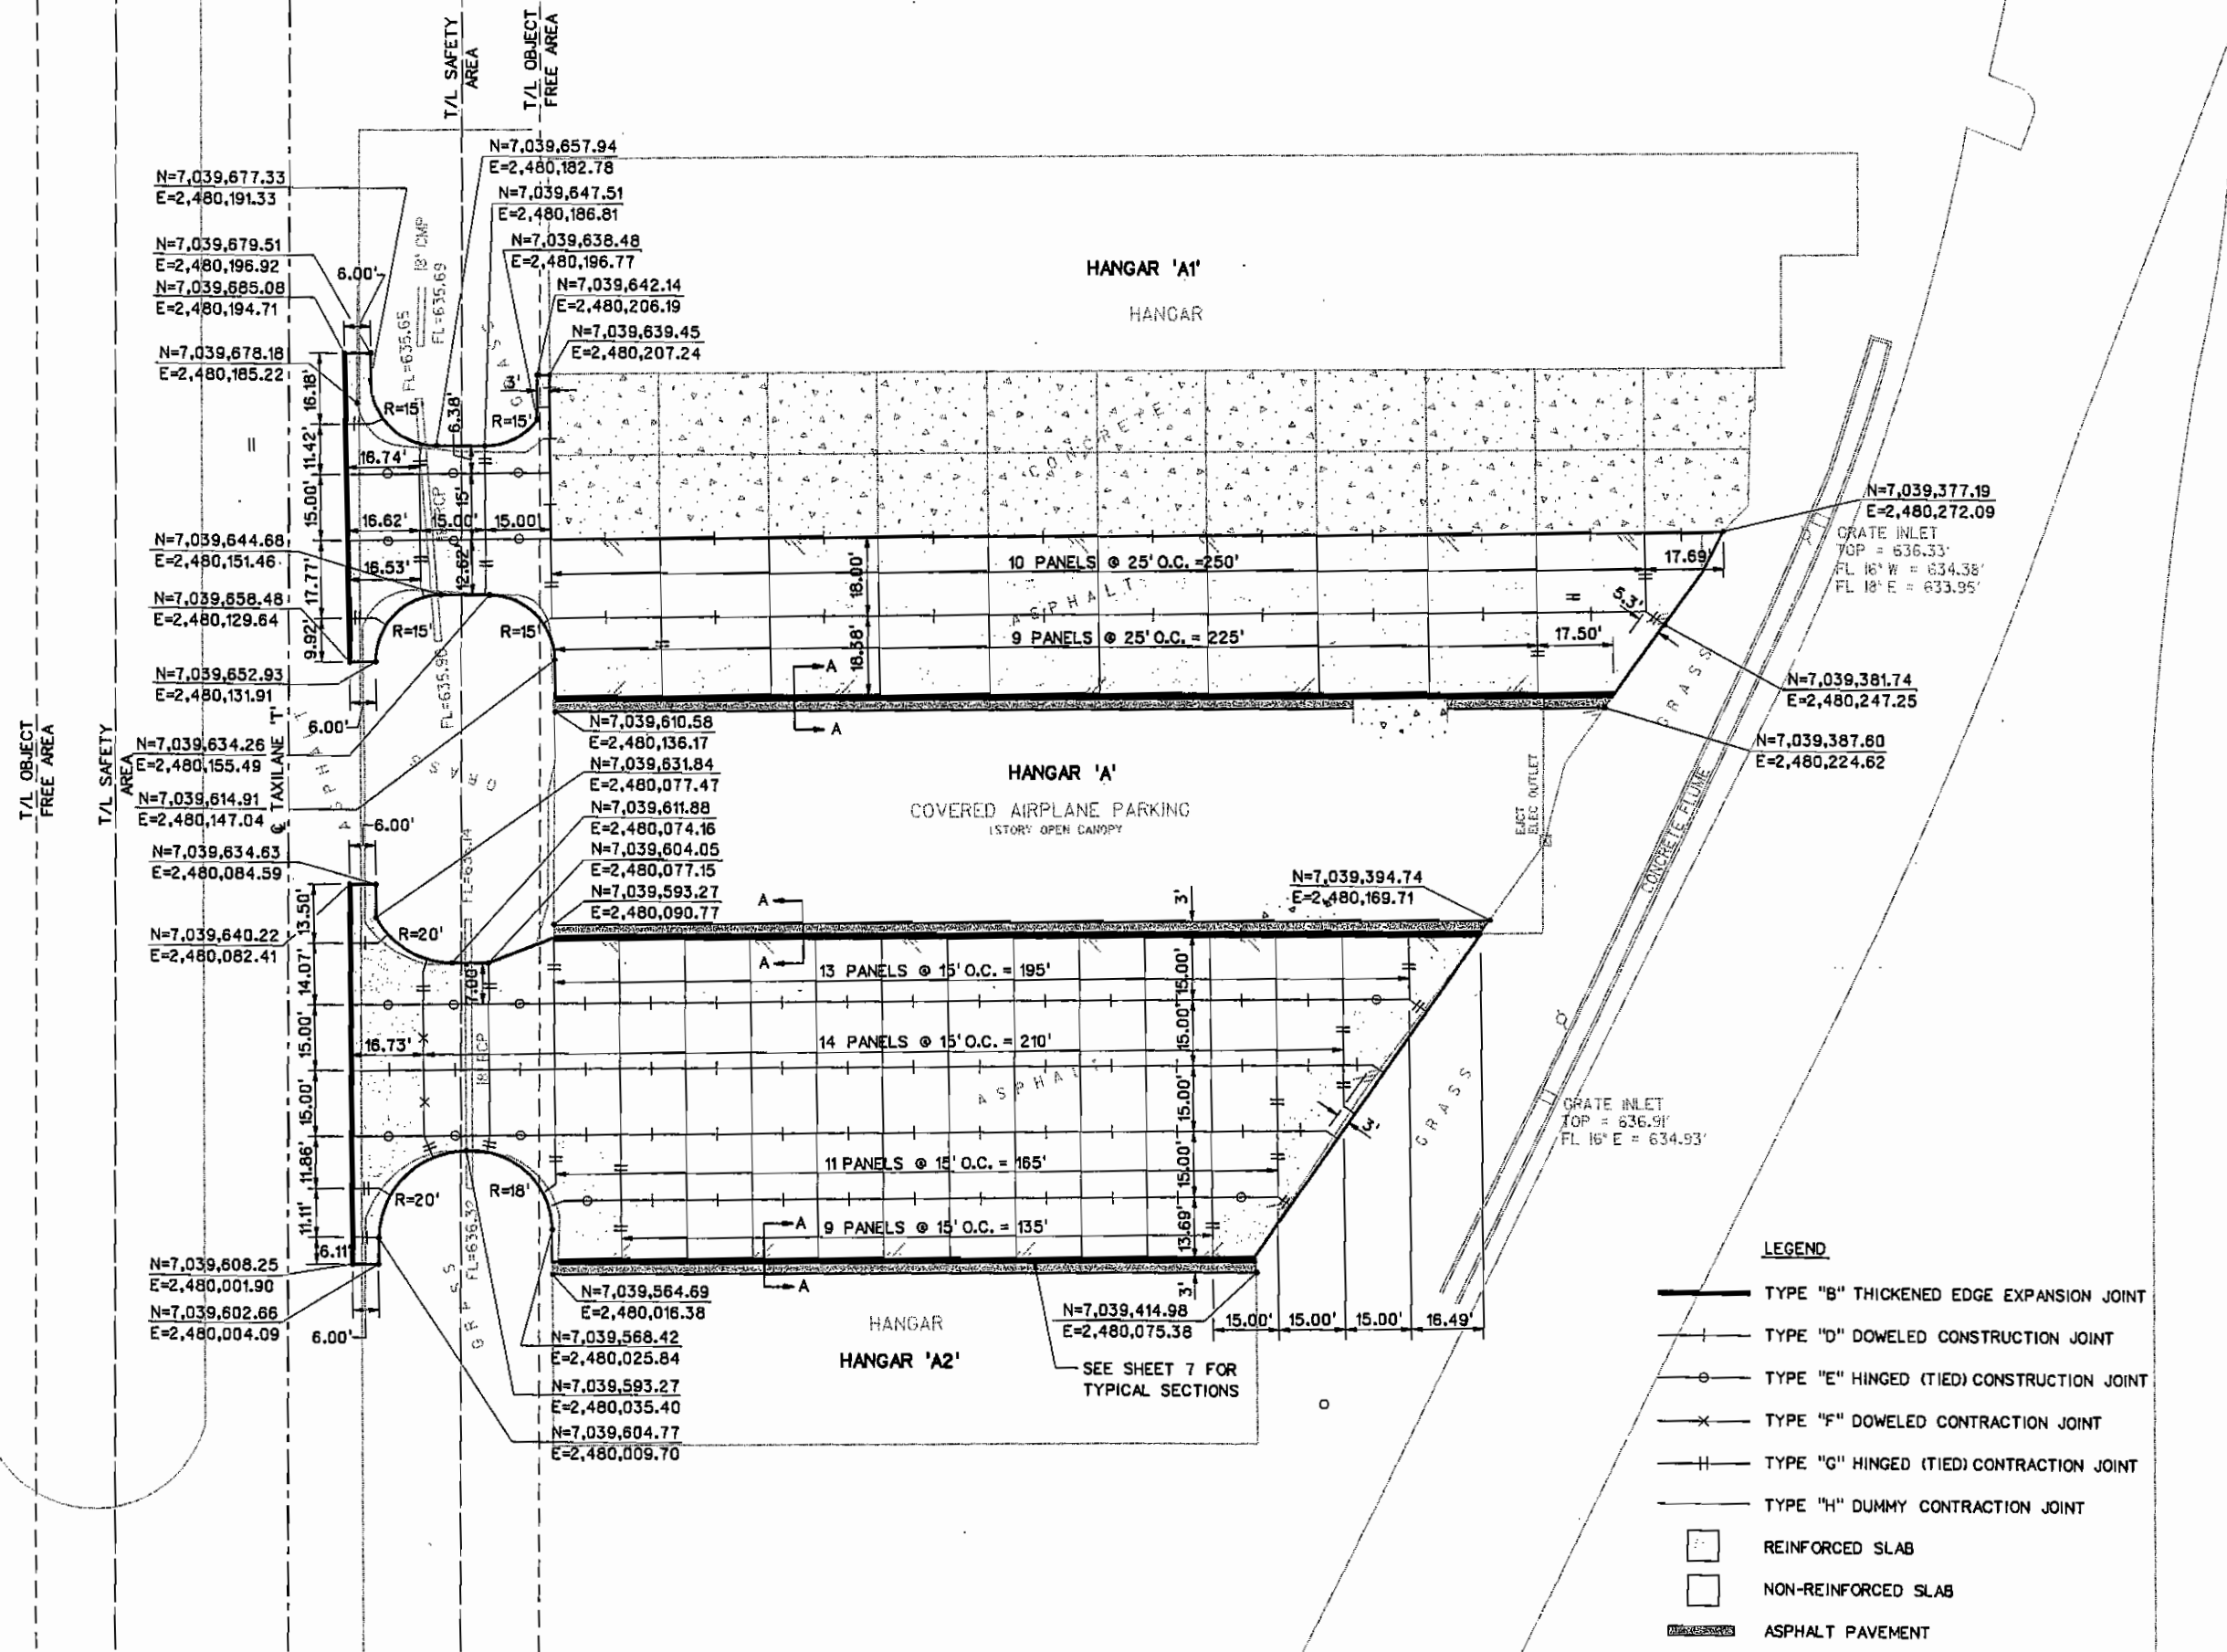 T/L SAFETY
AREA
T/L OBJECT
FREE AREA
N=7,039,657.94
E=2,480,182.78
N=7,039,677.33
E=2,480,191.33
N=7,039,647.51
E=2,480,186.81
N=7,039,638.48
E=2,480,196.77
N=7,039,679.51
E=2,480,196.92
6.00'
18" CMP
FL=635.69
FL=635.65
N=7,039,685.08
E=2,480,194.71
N=7,039,642.14
E=2,480,206.19
N=7,039,639.45
E=2,480,207.24
HANGAR 'A1'
HANGAR
N=7,039,678.18
E=2,480,185.22
16.18'
R=15'
6.38'
R=15'
3'
GRASS
11.42'
16.74'
CONCRETE
15.00'
15'
18" RCP
16.62'
15.00'
15.00'
N=7,039,377.19
E=2,480,272.09
GRATE INLET
TOP = 636.33'
FL 16" W = 634.38'
FL 18" E = 633.95'
N=7,039,644.68
E=2,480,151.46
17.77'
16.53'
12.62'
18.00'
10 PANELS @ 25' O.C. =250'
17.69'
ASPHALT
5.3'
N=7,039,658.48
E=2,480,129.64
9.92'
R=15'
R=15'
FL=635.90
18.38'
9 PANELS @ 25' O.C. = 225'
17.50'
GRASS
N=7,039,652.93
E=2,480,131.91
6.00'
A
A
N=7,039,381.74
E=2,480,247.25
N=7,039,610.58
E=2,480,136.17
N=7,039,387.60
E=2,480,224.62
T/L OBJECT
FREE AREA
T/L SAFETY
AREA
℄ TAXILANE 'T'
ASPHALT
N=7,039,634.26
E=2,480,155.49
GRASS
N=7,039,631.84
E=2,480,077.47
HANGAR 'A'
COVERED AIRPLANE PARKING
1STORY OPEN CANOPY
EJCT
ELEC OUTLET
CONCRETE FLUME
N=7,039,614.91
E=2,480,147.04
6.00'
N=7,039,611.88
E=2,480,074.16
N=7,039,604.05
E=2,480,077.15
N=7,039,634.63
E=2,480,084.59
FL=636.14
N=7,039,593.27
E=2,480,090.77
N=7,039,394.74
E=2,480,169.71
A
A
3'
13.50'
N=7,039,640.22
E=2,480,082.41
R=20'
14.07'
7.00'
13 PANELS @ 15' O.C. = 195'
15.00'
15.00'
16.73'
18" RCP
14 PANELS @ 15' O.C. = 210'
15.00'
ASPHALT
GRASS
15.00'
15.00'
3'
GRATE INLET
TOP = 636.91'
FL 16" E = 634.93'
11.86'
11 PANELS @ 15' O.C. = 165'
15.00'
R=20'
R=18'
11.11'
6.11'
A
A
9 PANELS @ 15' O.C. = 135'
13.69'
FL=636.32
GRASS
N=7,039,608.25
E=2,480,001.90
N=7,039,602.66
E=2,480,004.09
6.00'
N=7,039,564.69
E=2,480,016.38
3'
N=7,039,414.98
E=2,480,075.38
15.00'
15.00'
15.00'
16.49'
HANGAR
HANGAR 'A2'
N=7,039,568.42
E=2,480,025.84
SEE SHEET 7 FOR
TYPICAL SECTIONS
N=7,039,593.27
E=2,480,035.40
N=7,039,604.77
E=2,480,009.70
LEGEND
TYPE "B" THICKENED EDGE EXPANSION JOINT
TYPE "D" DOWELED CONSTRUCTION JOINT
TYPE "E" HINGED (TIED) CONSTRUCTION JOINT
TYPE "F" DOWELED CONTRACTION JOINT
TYPE "G" HINGED (TIED) CONTRACTION JOINT
TYPE "H" DUMMY CONTRACTION JOINT
REINFORCED SLAB
NON-REINFORCED SLAB
ASPHALT PAVEMENT